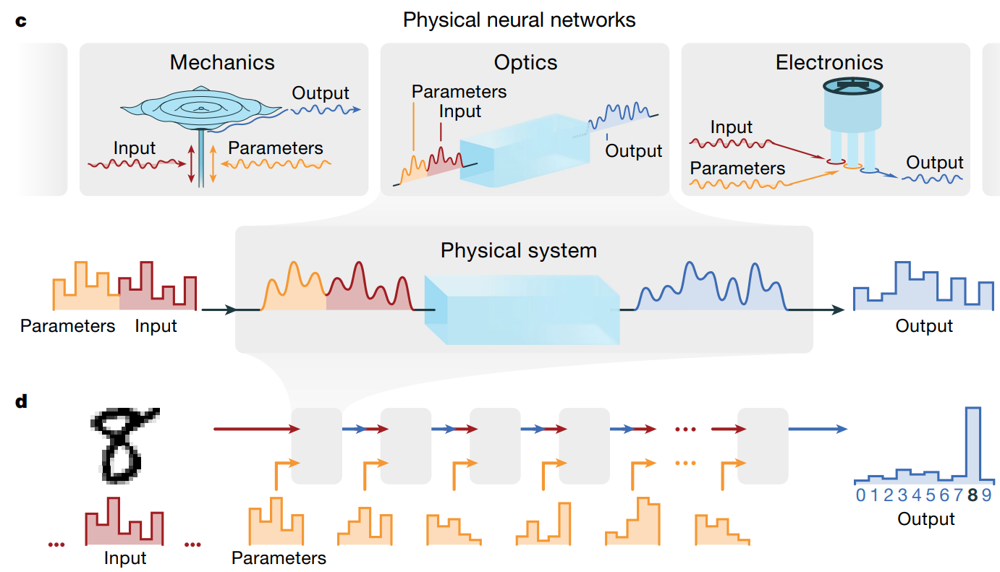 c
Physical neural networks
Mechanics
Output
Input
Parameters
Optics
Parameters
Input
Output
Electronics
Input
Parameters
Output
Physical system
Parameters Input
Output
d
0 1 2 3 4 5 6 7 8 9
Output
... Input ...
Parameters
...
...